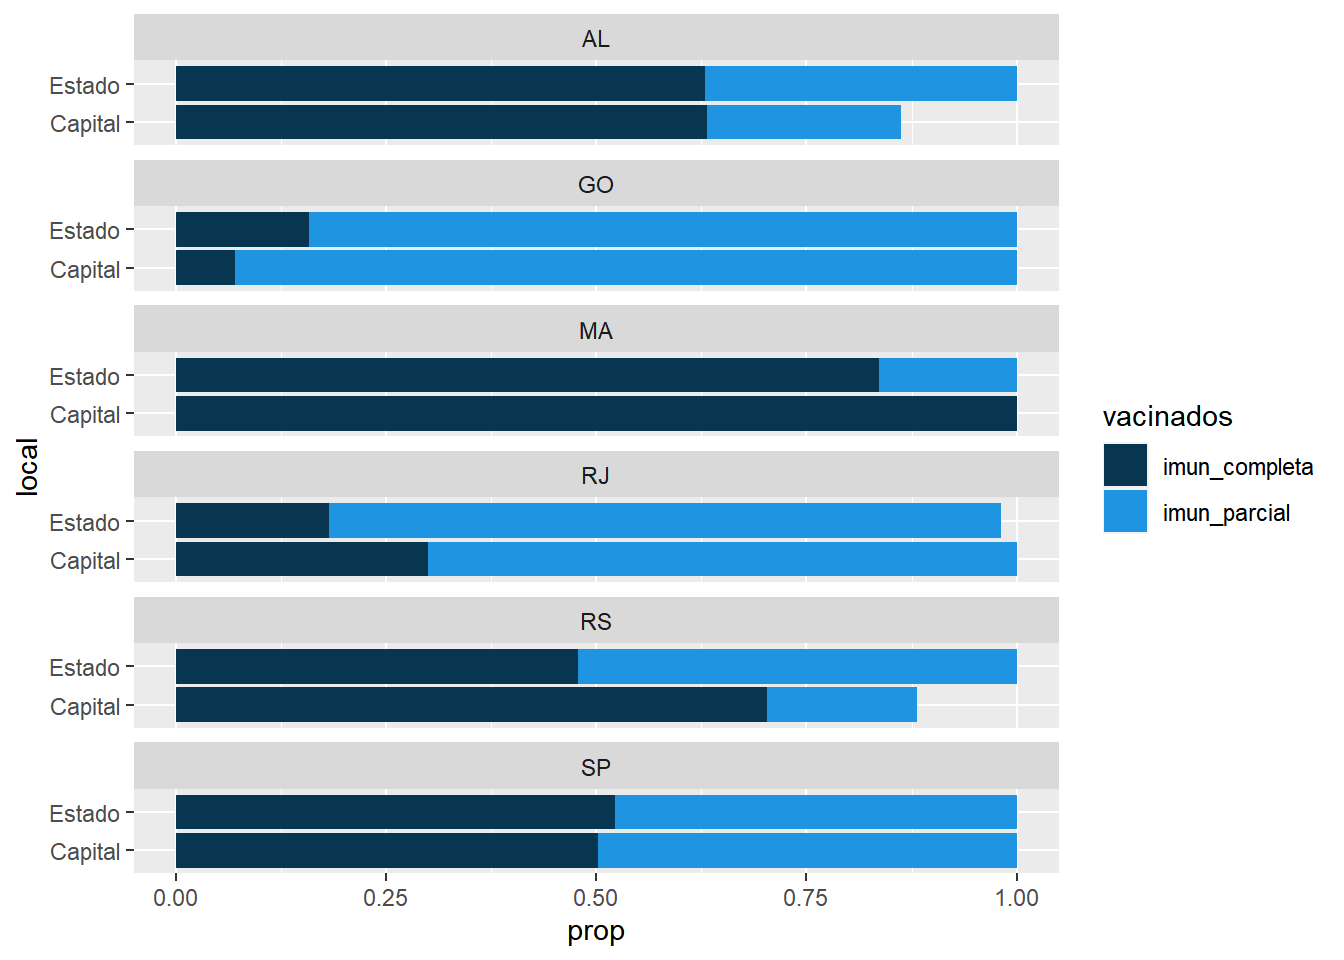 AL
Estado
Capital
GO
Estado
Capital
MA
Estado
Capital
RJ
Estado
Capital
RS
Estado
Capital
SP
Estado
Capital
0.00 0.25 0.50 0.75 1.00
prop
local
vacinados
imun_completa
imun_parcial